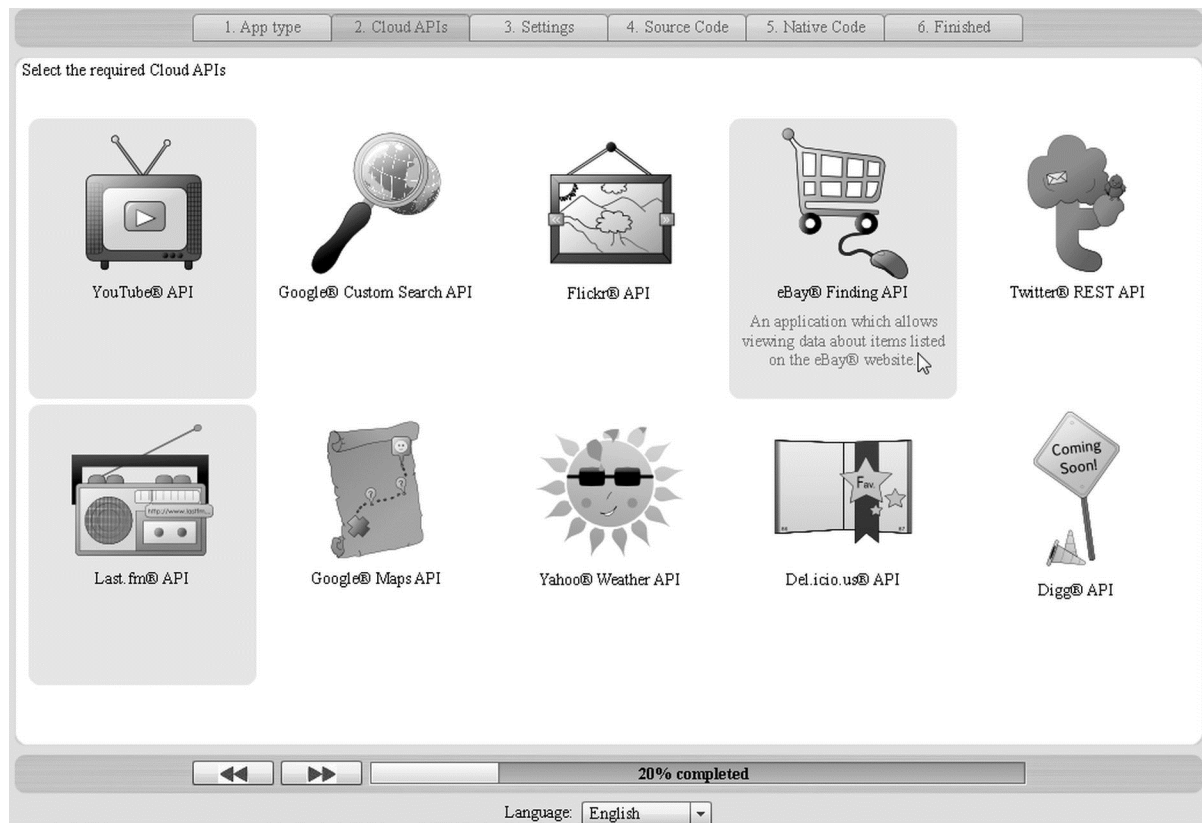 1. App type
2. Cloud APIs
3. Settings
4. Source Code
5. Native Code
6. Finished
Select the required Cloud APIs
YouTube® API
Google® Custom Search API
Flickr® API
eBay® Finding API
An application which allows
viewing data about items listed
on the eBay® website.
Twitter® REST API
http://www.lastfm...
Last.fm® API
Google® Maps API
Yahoo® Weather API
Fav.
Del.icio.us® API
Coming
Soon!
Digg® API
20% completed
Language: English